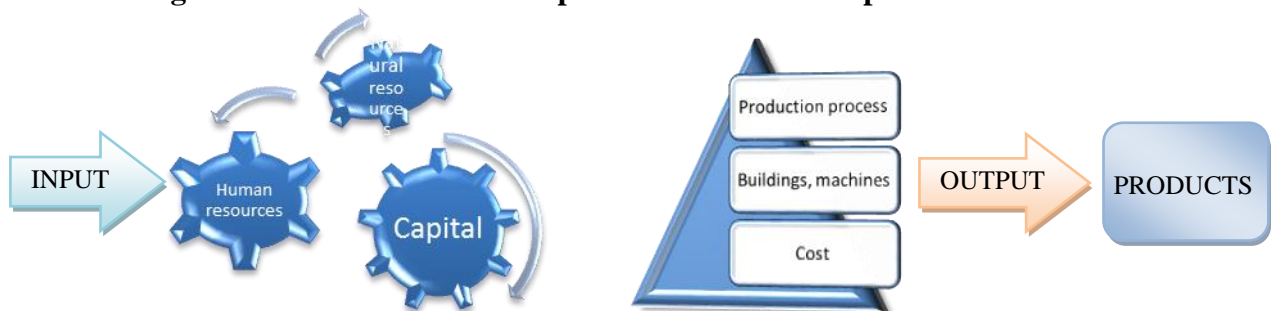 INPUT
Human
resources
ural
reso
urce
s
Capital
Production process
Buildings, machines
Cost
OUTPUT
PRODUCTS